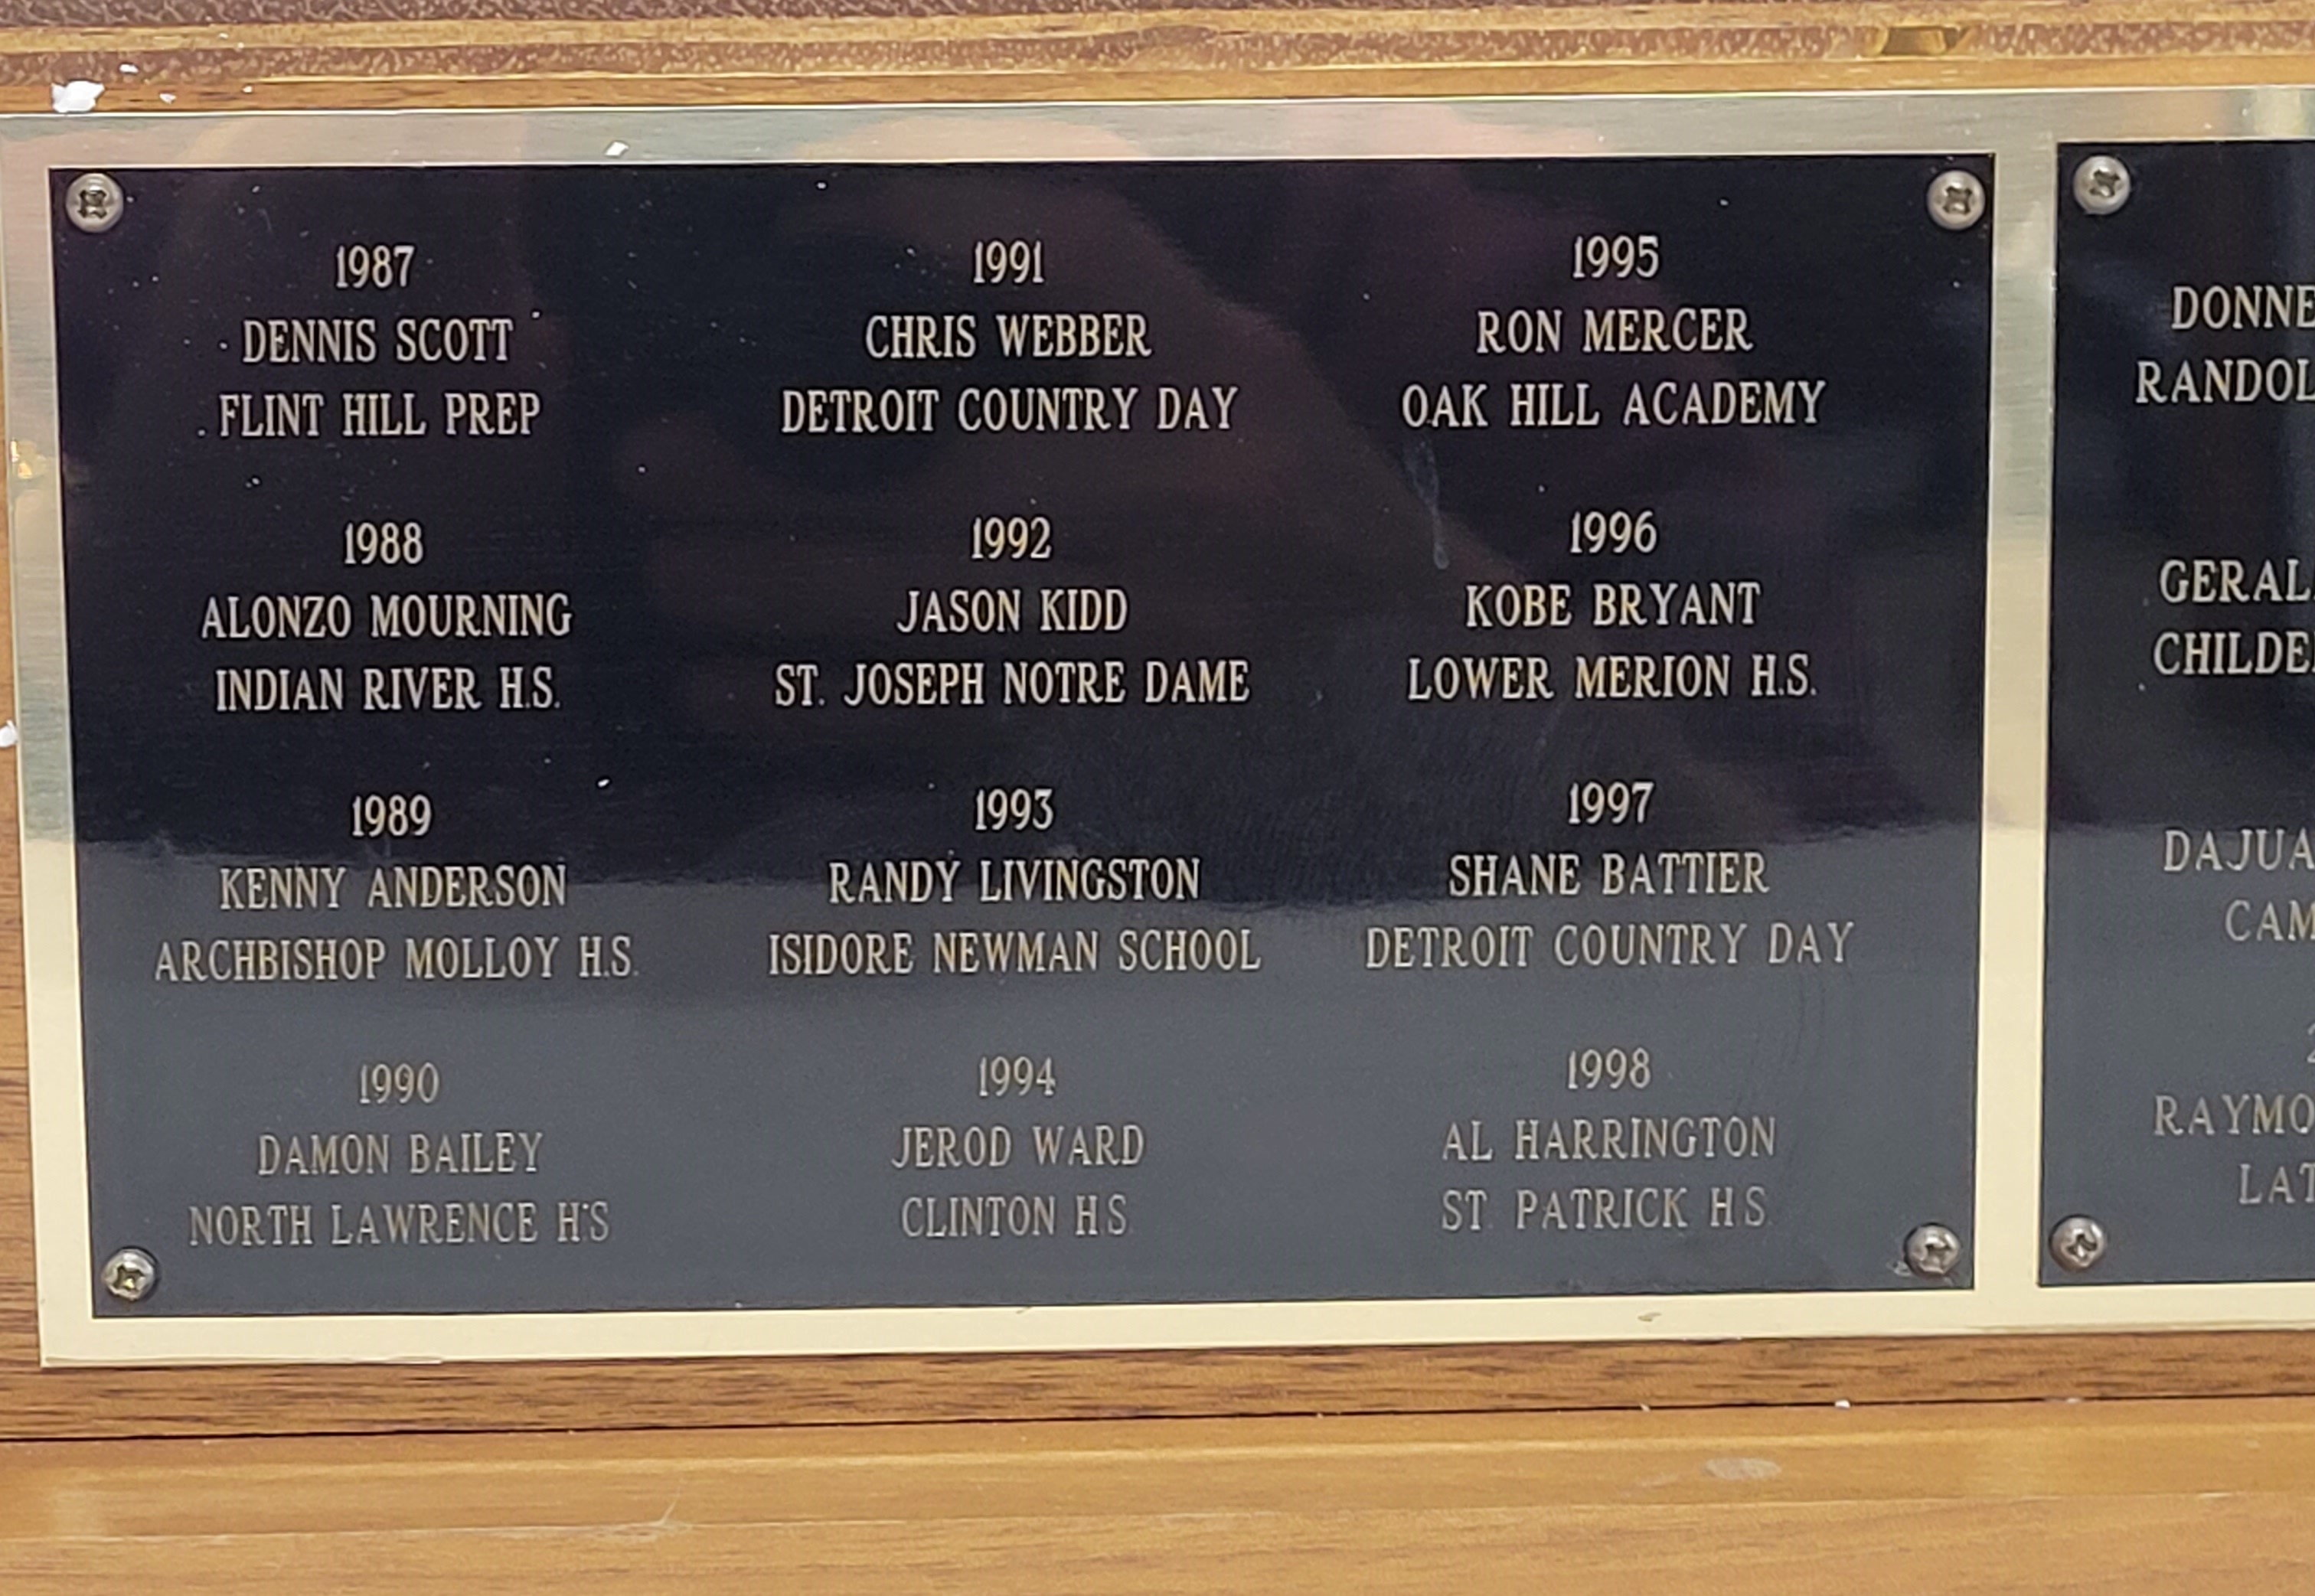 1987
DENNIS SCOTT
FLINT HILL PREP
1988
ALONZO MOURNING
INDIAN RIVER H.S.
1989
KENNY ANDERSON
ARCHBISHOP MOLLOY H.S.
1990
DAMON BAILEY
NORTH LAWRENCE H.S
1991
CHRIS WEBBER
DETROIT COUNTRY DAY
1992
JASON KIDD
ST. JOSEPH NOTRE DAME
1993
RANDY LIVINGSTON
ISIDORE NEWMAN SCHOOL
1994
JEROD WARD
CLINTON H.S.
1995
RON MERCER
OAK HILL ACADEMY
1996
KOBE BRYANT
LOWER MERION H.S.
1997
SHANE BATTIER
DETROIT COUNTRY DAY
1998
AL HARRINGTON
ST. PATRICK H.S.